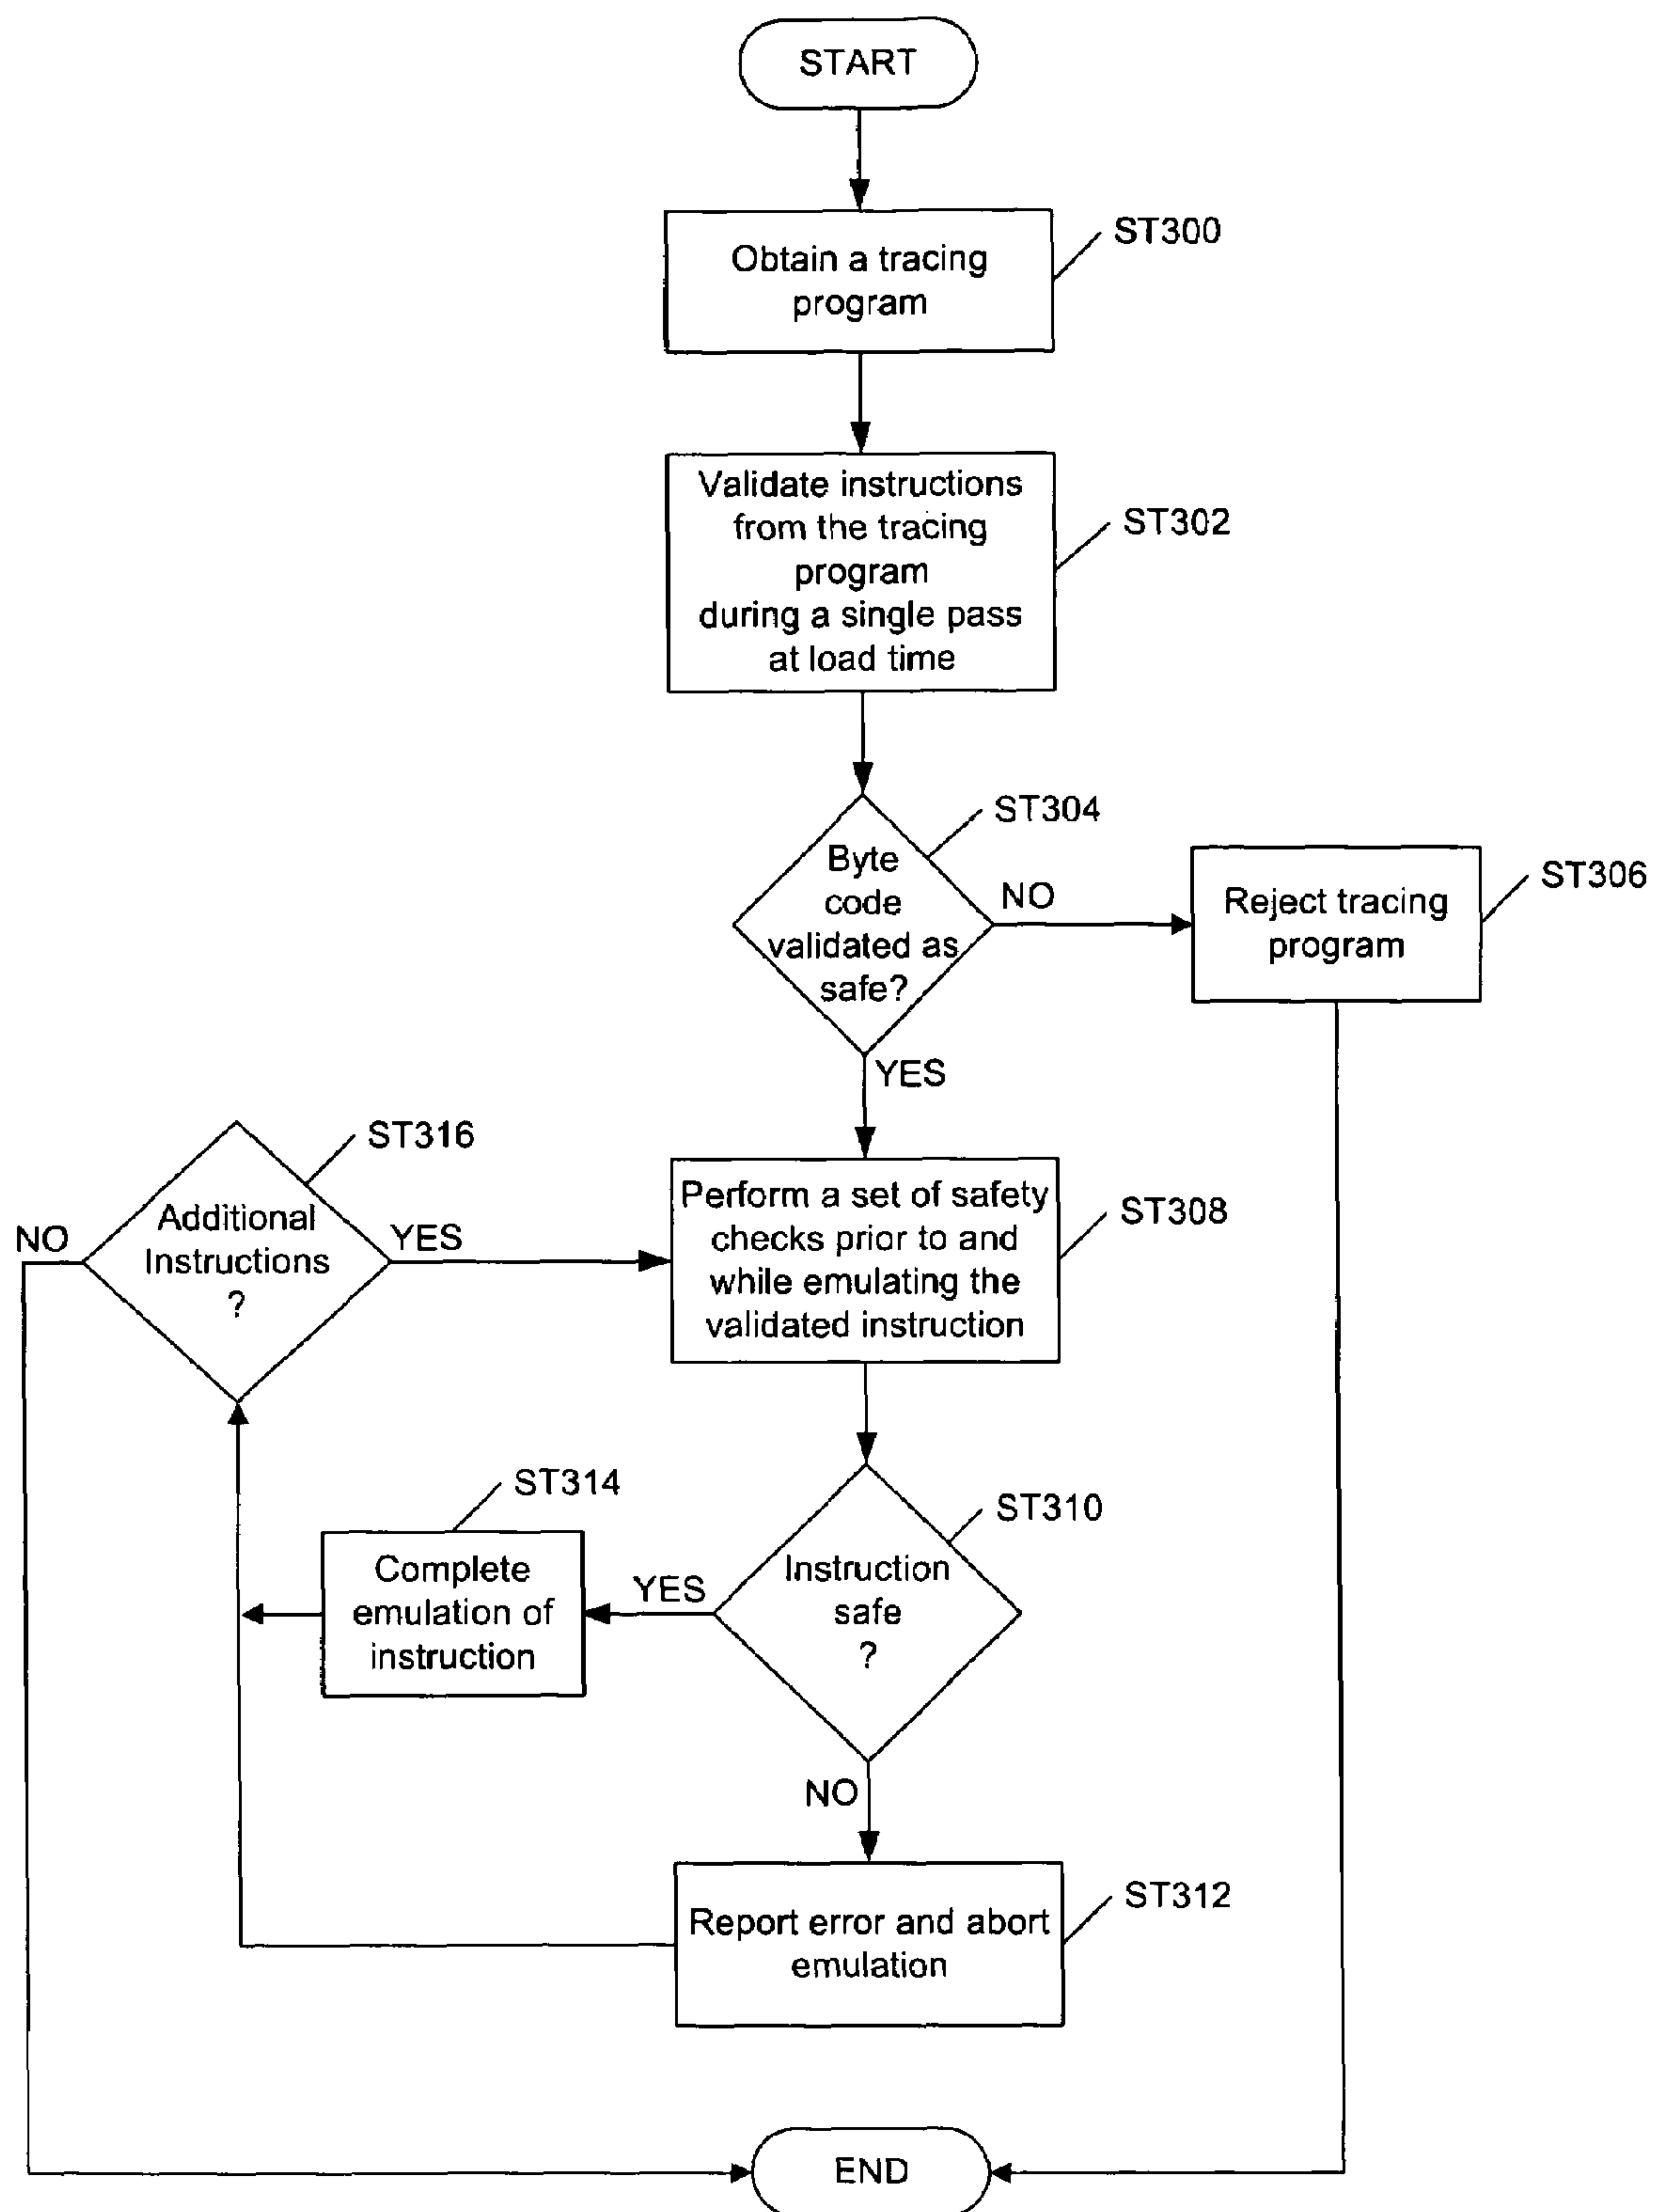 START
Obtain a tracing
program
ST300
Validate instructions
from the tracing
program
during a single pass
at load time
ST302
Byte
code
validated as
safe?
ST304
NO
Reject tracing
program
ST306
YES
ST316
Additional
Instructions
?
NO
YES
Perform a set of safety
checks prior to and
while emulating the
validated instruction
ST308
ST314
Complete
emulation of
instruction
YES
Instruction
safe
?
ST310
NO
Report error and abort
emulation
ST312
END